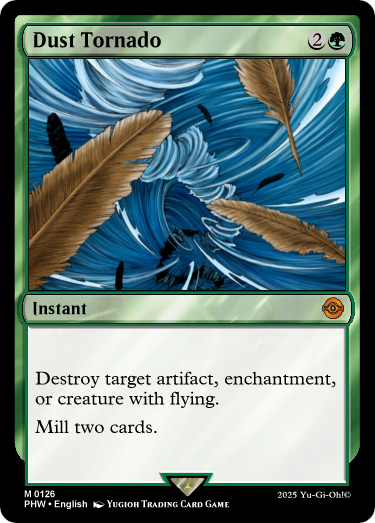 Dust Tornado 2
Instant
Destroy target artifact, enchantment,
or creature with flying.
Mill two cards.
M 0126
PHW • English Yugioh Trading Card Game
2025 Yu-Gi-Oh!©